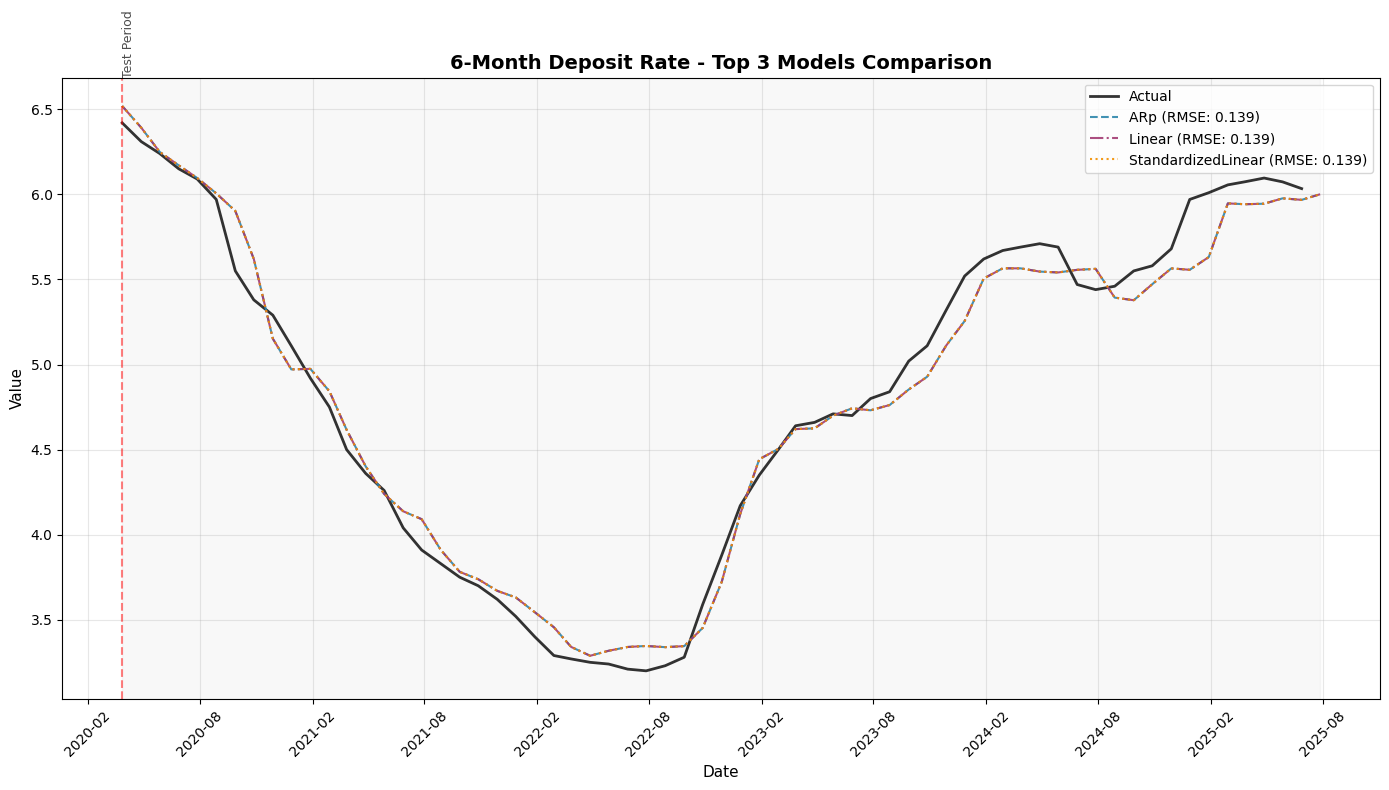 Test Period
6-Month Deposit Rate - Top 3 Models Comparison
Actual
ARp (RMSE: 0.139)
Linear (RMSE: 0.139)
StandardizedLinear (RMSE: 0.139)
Value
6.5
6.0
5.5
5.0
4.5
4.0
3.5
2020-02
2020-08
2021-02
2021-08
2022-02
2022-08
2023-02
2023-08
2024-02
2024-08
2025-02
2025-08
Date